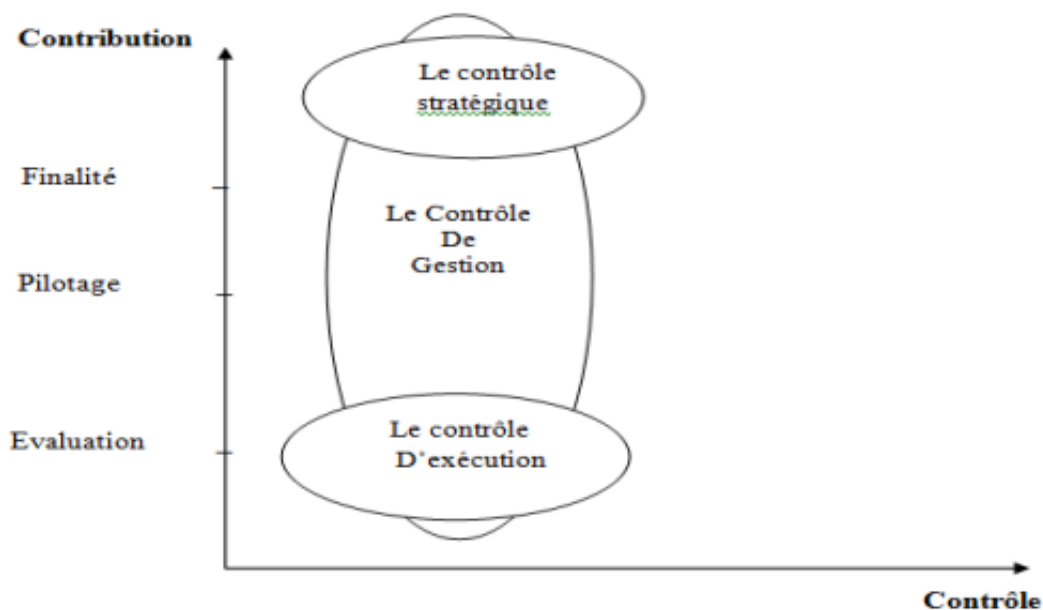 Contribution
Le contrôle
stratégique
Finalité
Le Contrôle
De
Gestion
Pilotage
Le contrôle
Evaluation
D'exécution
Contrôle